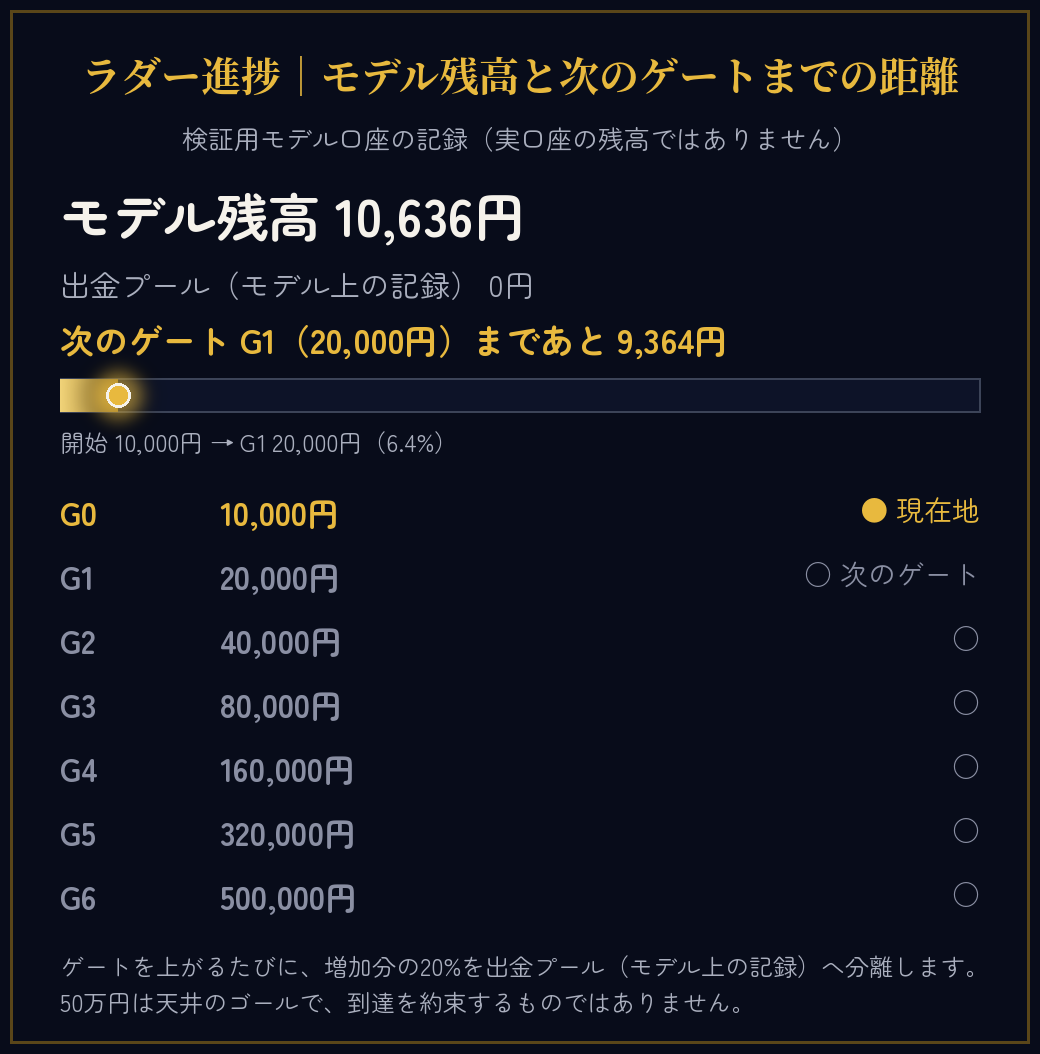 ラダー進捗｜モデル残高と次のゲートまでの距離
検証用モデル口座の記録（実口座の残高ではありません）
モデル残高 10,636円
出金プール（モデル上の記録） 0円
次のゲート G1（20,000円）まであと 9,364円
開始 10,000円 → G1 20,000円（6.4%）
G0 10,000円 ● 現在地
G1 20,000円 ○ 次のゲート
G2 40,000円 ○
G3 80,000円 ○
G4 160,000円 ○
G5 320,000円 ○
G6 500,000円 ○
ゲートを上がるたびに、増加分の20%を出金プール（モデル上の記録）へ分離します。
50万円は天井のゴールで、到達を約束するものではありません。